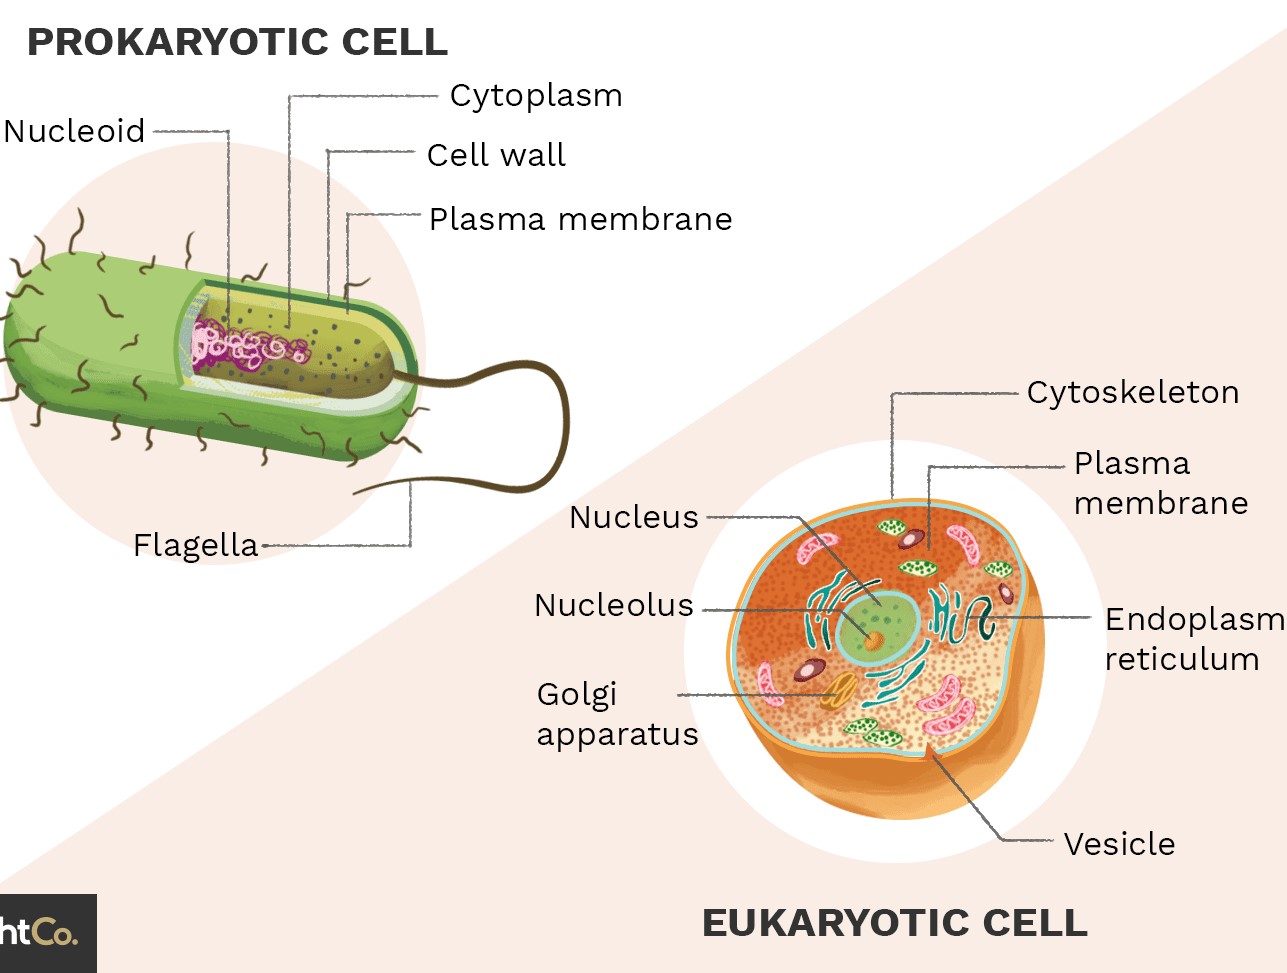 PROKARYOTIC CELL
Cytoplasm
Nucleoid
Cell wall
Plasma membrane
Flagella
Cytoskeleton
Plasma
membrane
Nucleus
Nucleolus
Endoplasm
reticulum
Golgi
apparatus
Vesicle
EUKARYOTIC CELL
htCo.